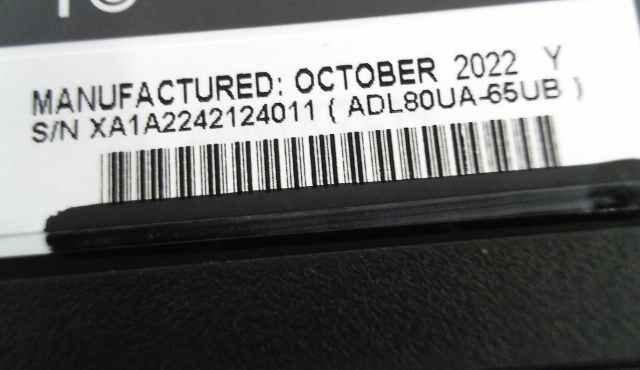 MANUFACTURED: OCTOBER 2022 Y
S/N XA1A2242124011 ( ADL80UA-65UB )